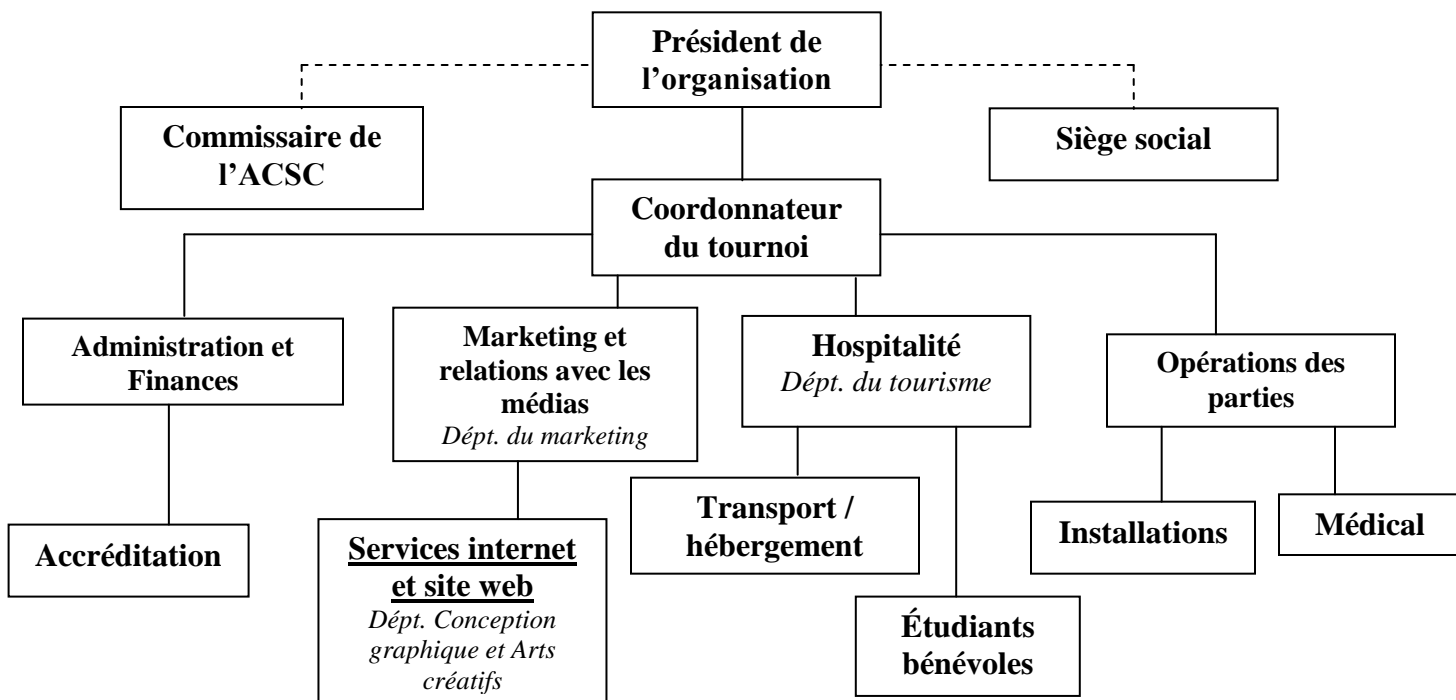 Président de
l’organisation
Commissaire de
l’ACSC
Siège social
Coordonnateur
du tournoi
Administration et
Finances
Marketing et
relations avec les
médias
Dépt. du marketing
Hospitalité
Dépt. du tourisme
Opérations des
parties
Accréditation
Services internet
et site web
Dépt. Conception
graphique et Arts
créatifs
Transport /
hébergement
Étudiants
bénévoles
Installations
Médical